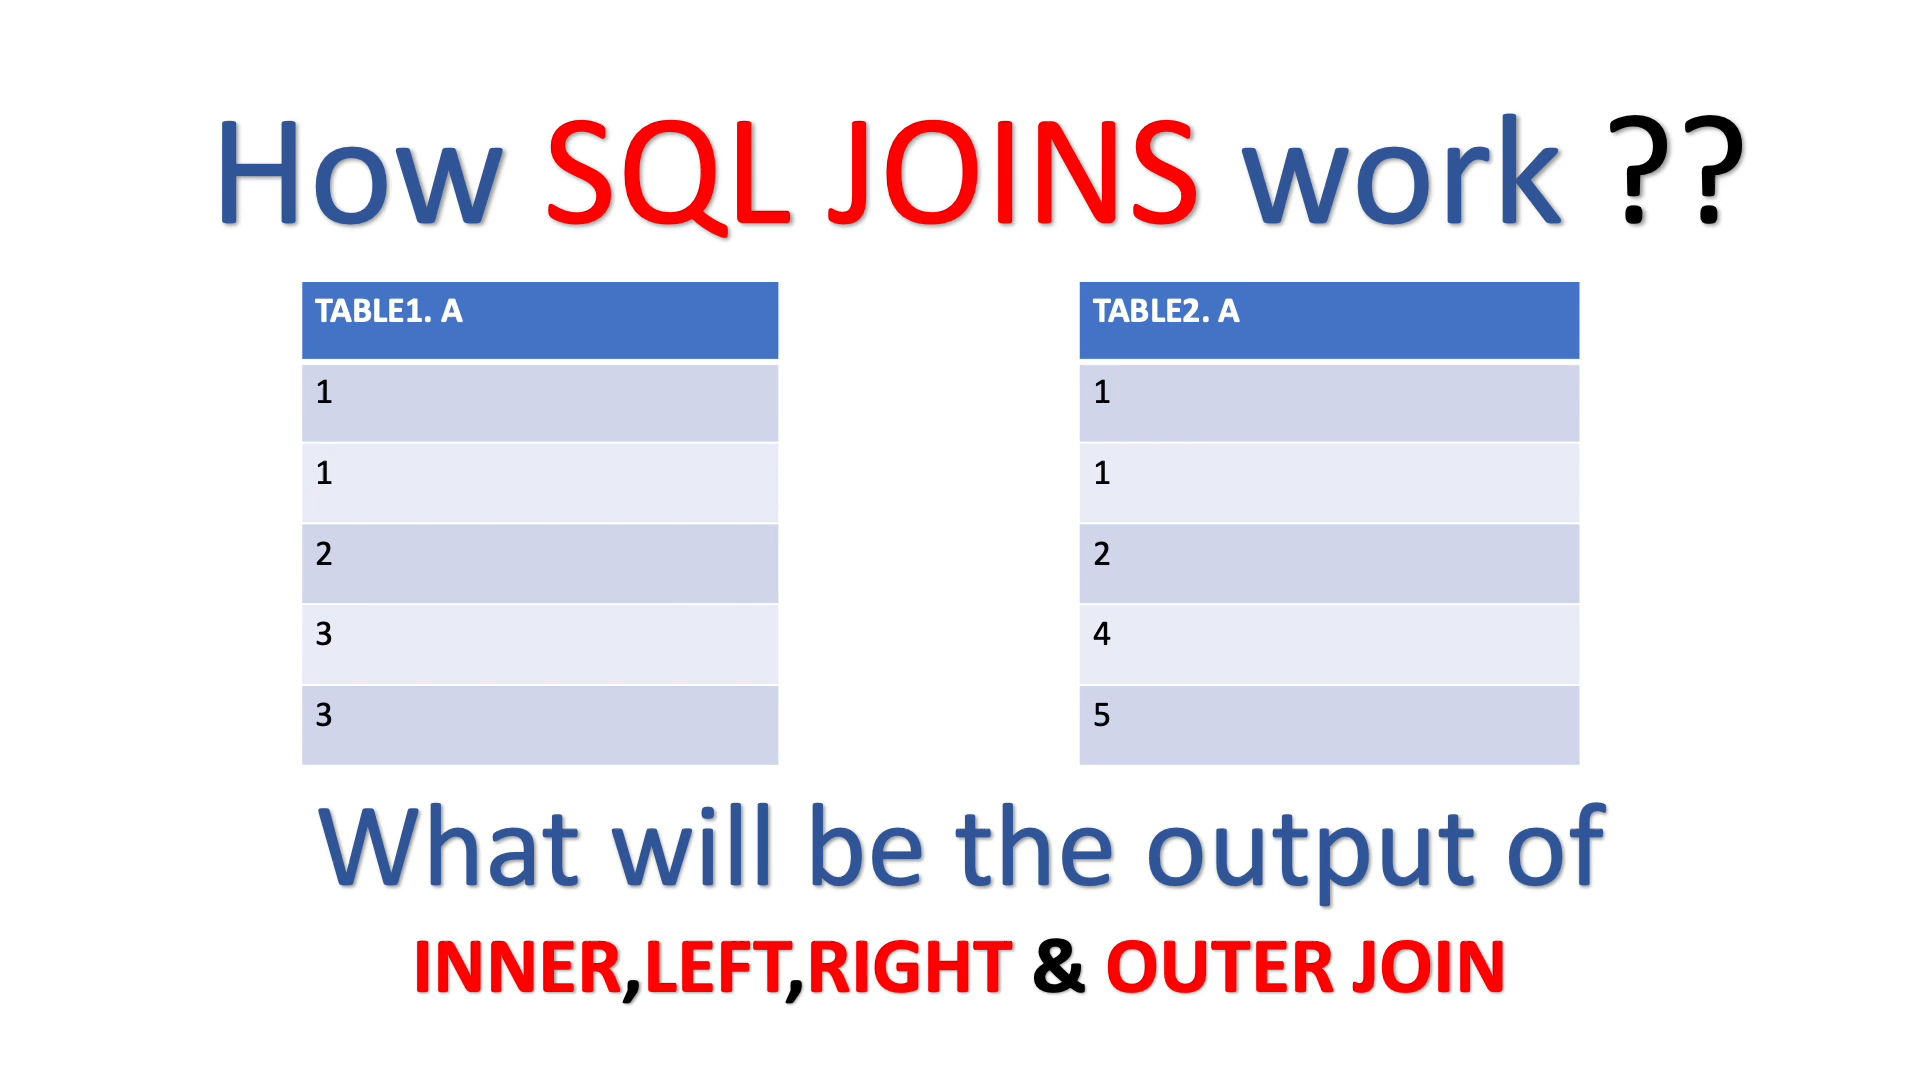 How SQL JOINS work ??
TABLE1. A
1
1
2
3
3
TABLE2. A
1
1
2
4
5
What will be the output of
INNER,LEFT,RIGHT & OUTER JOIN